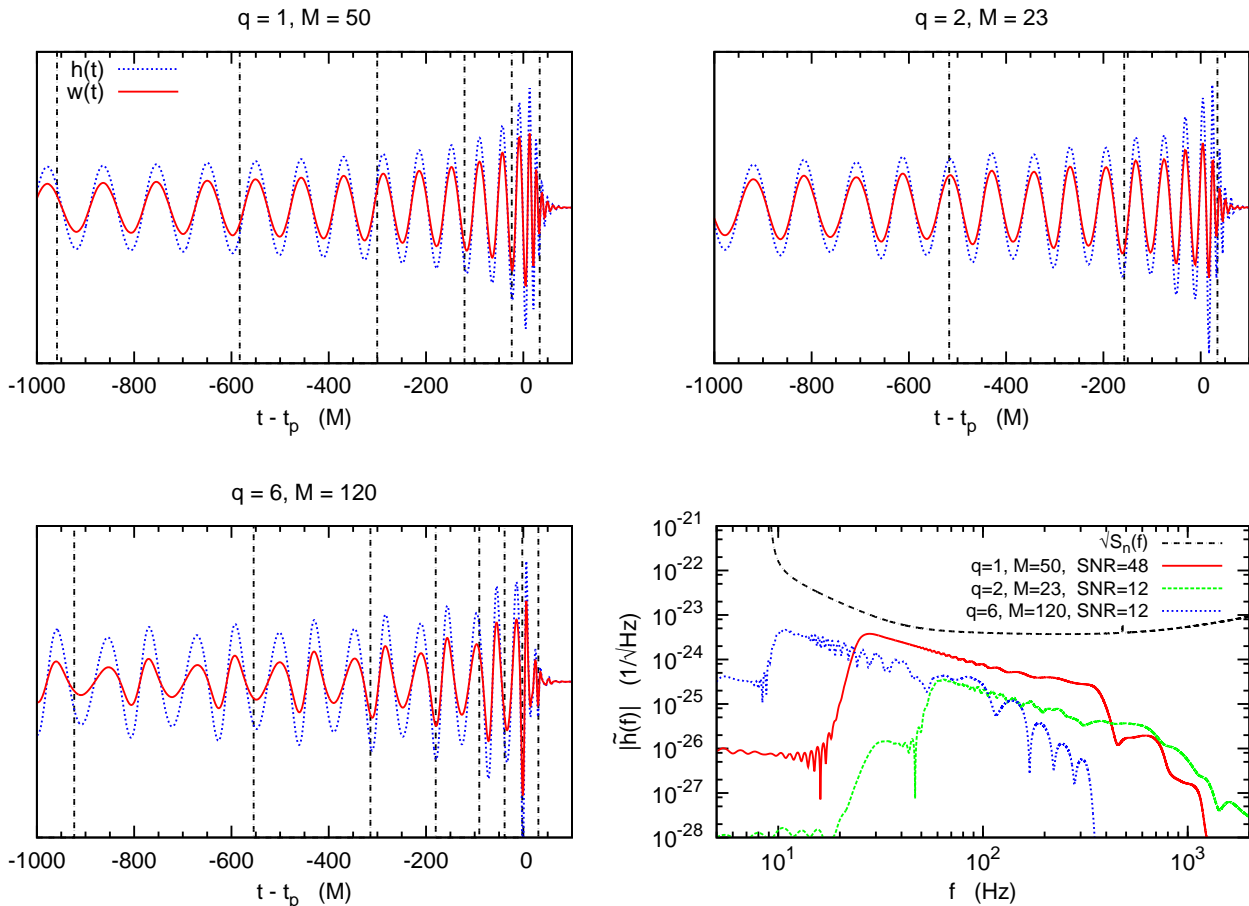 q = 1, M = 50
h(t)
w(t)
-1000 -800 -600 -400 -200 0
t - t_p (M)
q = 2, M = 23
-1000 -800 -600 -400 -200 0
t - t_p (M)
q = 6, M = 120
-1000 -800 -600 -400 -200 0
t - t_p (M)
10^-21
10^-22
10^-23
10^-24
10^-25
10^-26
10^-27
10^-28
|h̃(f)| (1/√Hz)
√S_n(f)
q=1, M=50, SNR=48
q=2, M=23, SNR=12
q=6, M=120, SNR=12
10^1 10^2 10^3
f (Hz)